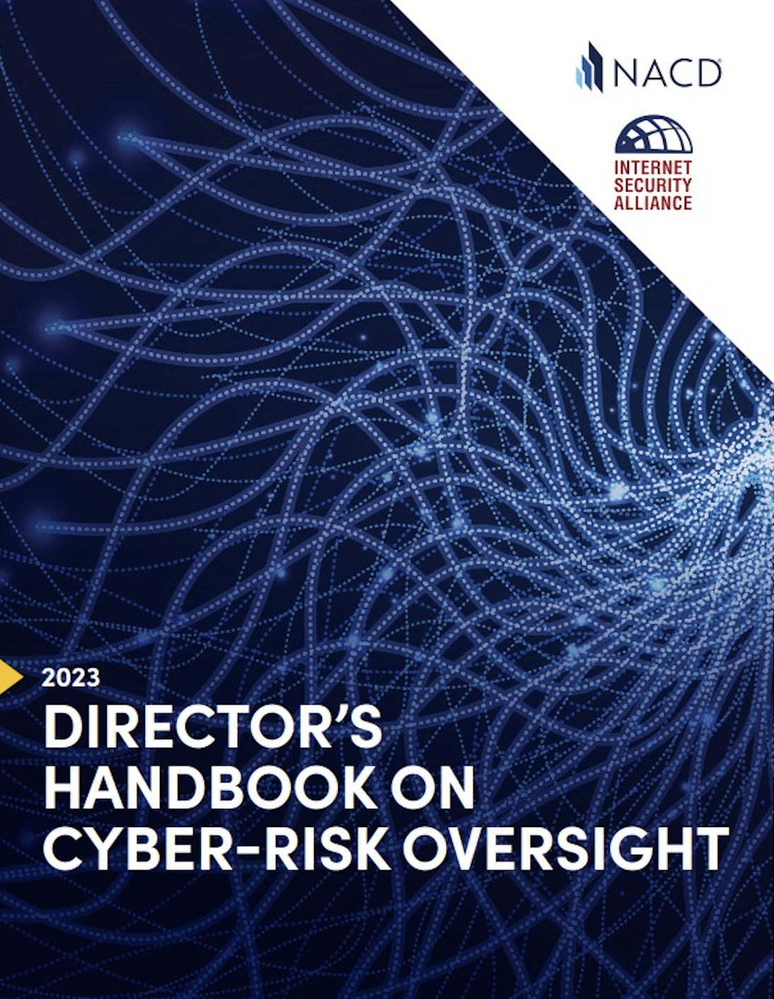 NACD
INTERNET
SECURITY
ALLIANCE
2023
DIRECTOR’S
HANDBOOK ON
CYBER-RISK OVERSIGHT